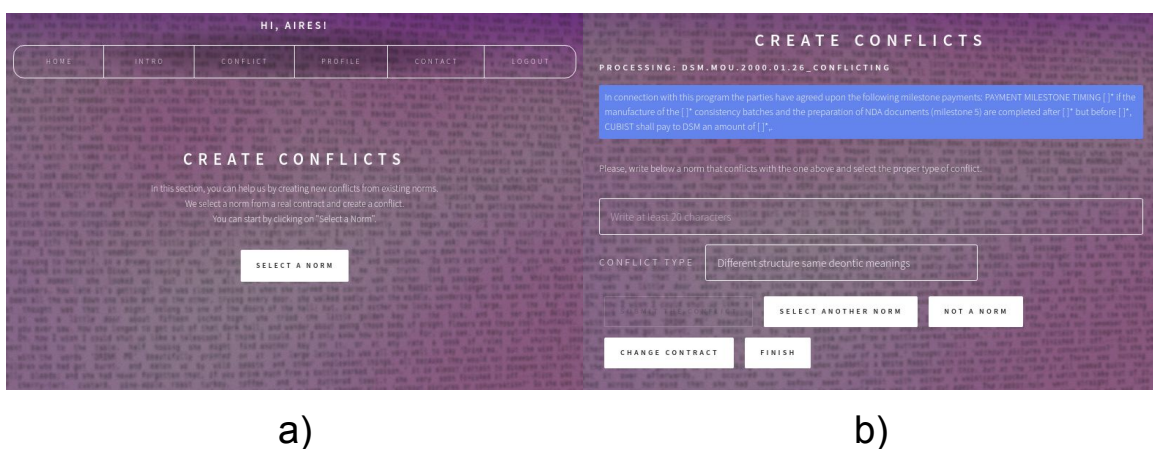 HI, AIRES!
HOME INTRO CONFLICT PROFILE CONTACT LOGOUT
CREATE CONFLICTS
In this section, you can help us by creating new conflicts from existing norms.
We select a norm from a real contract and create a conflict.
You can start by clicking on "Select a Norm".
SELECT A NORM
a)
CREATE CONFLICTS
PROCESSING: DSM.MOU.2000.01.26_CONFLICTING
In connection with this program the parties have agreed upon the following milestone payments: PAYMENT MILESTONE TIMING [ ]* if the
manufacture of the [ ]* consistency batches and the preparation of NDA documents (milestone 5) are completed after [ ]* but before [ ]*,
CUBIST shall pay to DSM an amount of [ ]*,.
Please, write below a norm that conflicts with the one above and select the proper type of conflict.
Write at least 20 characters
CONFLICT TYPE Different structure same deontic meanings
SELECT ANOTHER NORM NOT A NORM
CHANGE CONTRACT FINISH
b)